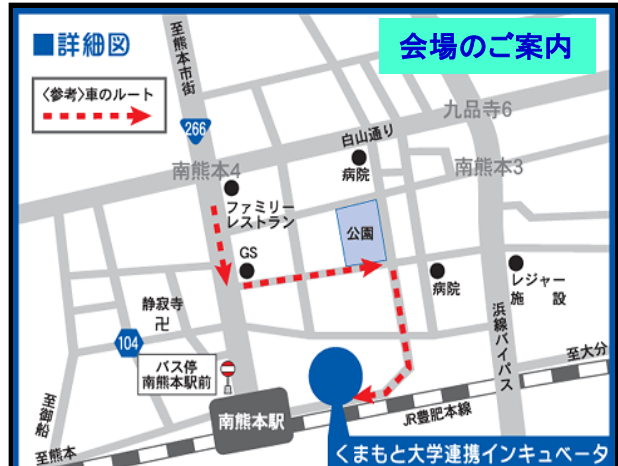 ■詳細図
会場のご案内
〈参考〉車のルート
至熊本
市街
266
九品寺6
白山通り
南熊本4
病院
南熊本3
ファミリー
レストラン
公園
GS
病院
レジャー
施設
静寂寺
卍
104
バス停
南熊本駅前
浜線バイパス
至大分
至御船
南熊本駅
JR豊肥本線
至熊本
くまもと大学連携インキュベータ